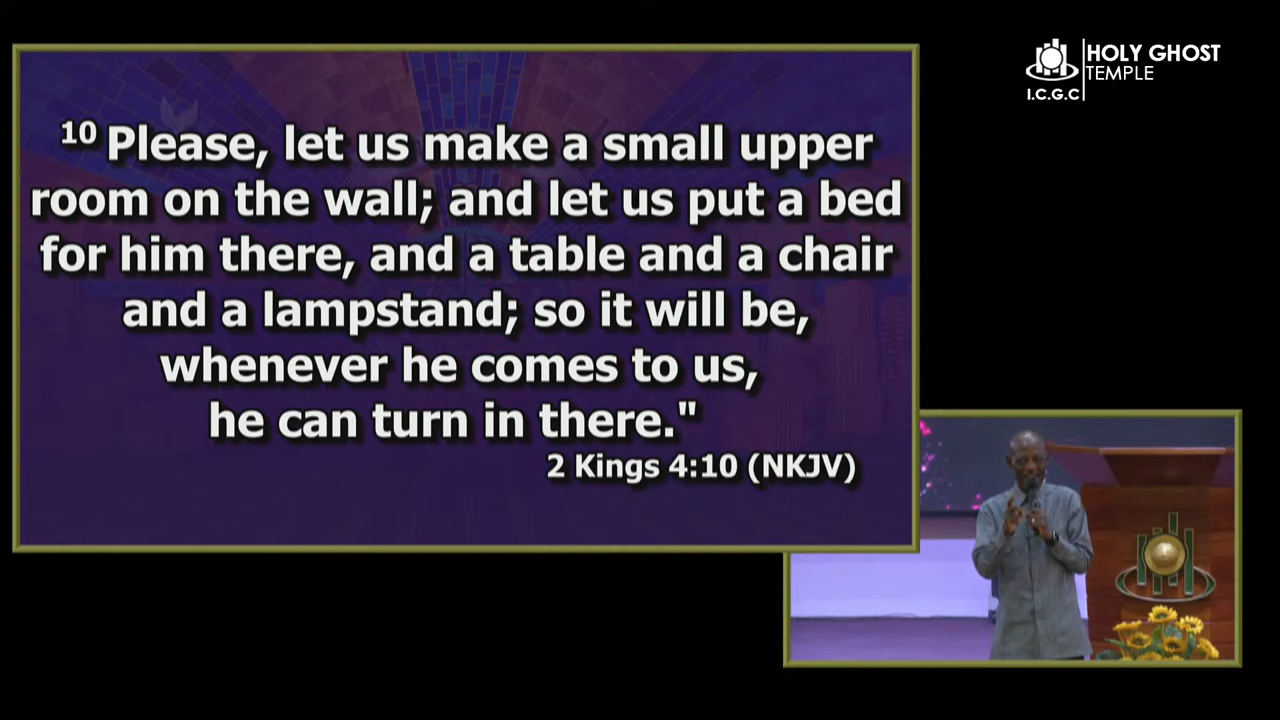 10 Please, let us make a small upper
room on the wall; and let us put a bed
for him there, and a table and a chair
and a lampstand; so it will be,
whenever he comes to us,
he can turn in there."
2 Kings 4:10 (NKJV)
HOLY GHOST
TEMPLE
I.C.G.C